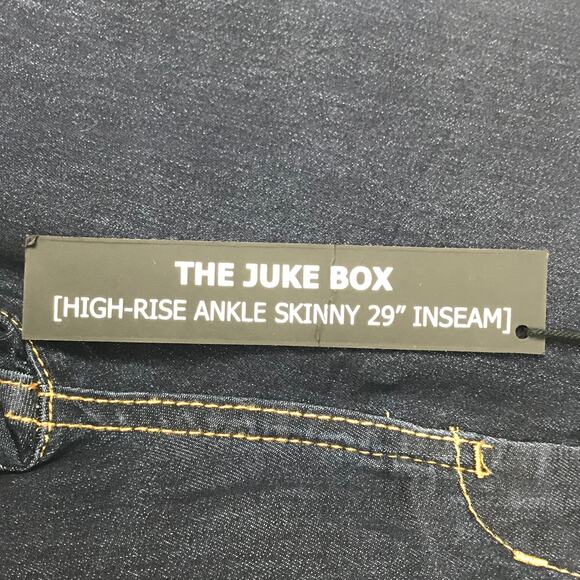 THE JUKE BOX
[HIGH-RISE ANKLE SKINNY 29” INSEAM]